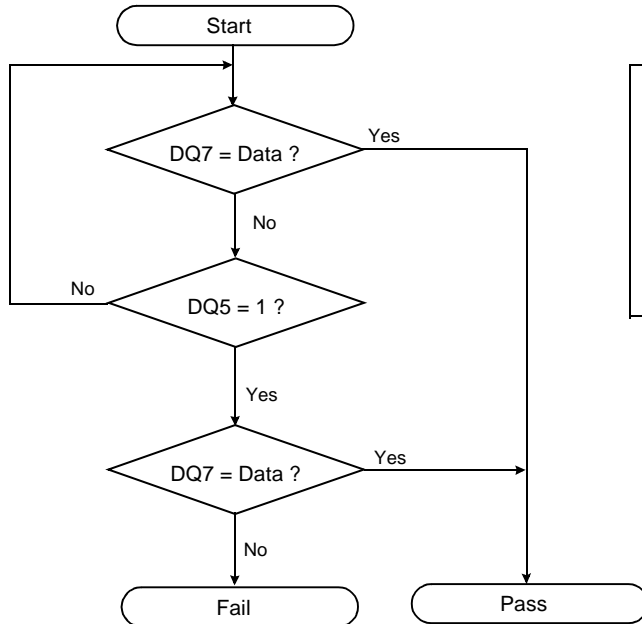 Start
Yes
DQ7 = Data ?
No
No
DQ5 = 1 ?
Yes
Yes
DQ7 = Data ?
No
Fail
Pass